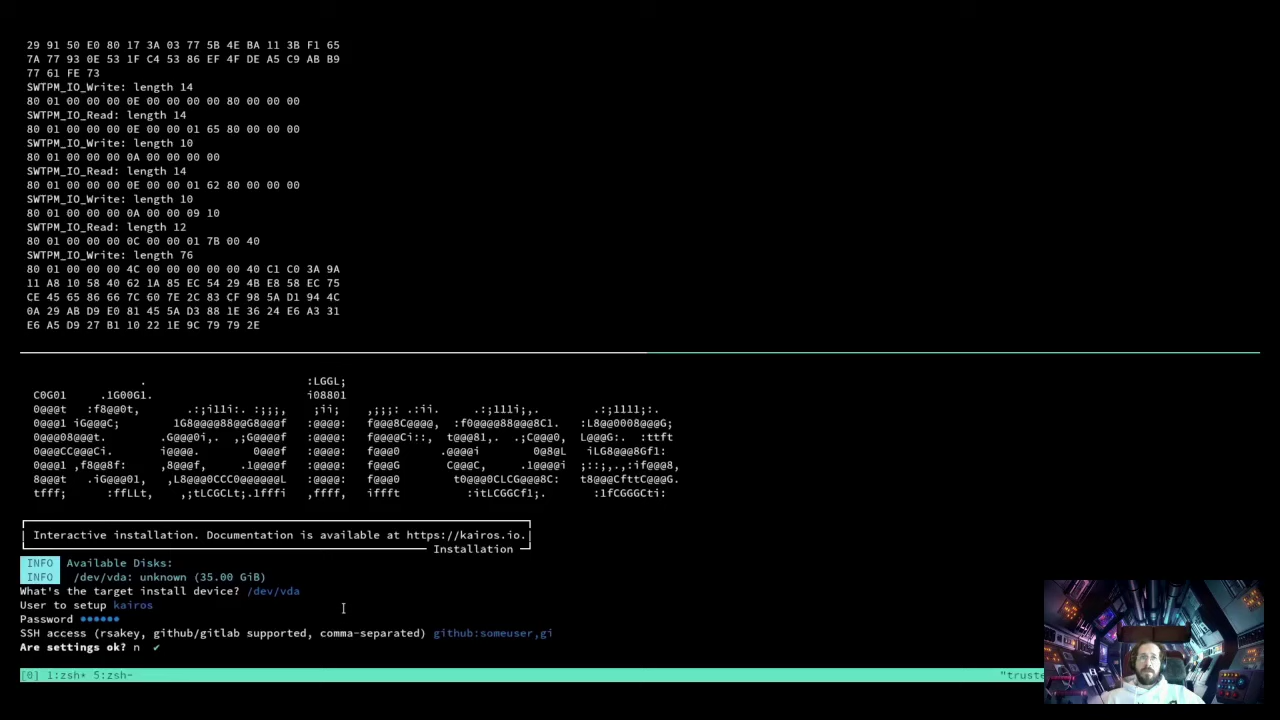 29 91 50 E0 80 17 3A 03 77 5B 4E BA 11 3B F1 65
7A 77 93 0E 53 1F C4 53 86 EF 4F DE A5 C9 AB B9
77 61 FE 73
SWTPM_IO_Write: length 14
80 01 00 00 00 0E 00 00 00 00 80 00 00 00
SWTPM_IO_Read: length 14
80 01 00 00 00 0E 00 00 01 65 80 00 00 00
SWTPM_IO_Write: length 10
80 01 00 00 00 0A 00 00 00 00
SWTPM_IO_Read: length 14
80 01 00 00 00 0E 00 00 01 62 80 00 00 00
SWTPM_IO_Write: length 10
80 01 00 00 00 0A 00 00 09 10
SWTPM_IO_Read: length 12
80 01 00 00 00 0C 00 00 01 7B 00 40
SWTPM_IO_Write: length 76
80 01 00 00 00 4C 00 00 00 00 00 40 C1 C0 3A 9A
11 A8 10 58 40 62 1A 85 EC 54 29 4B E8 58 EC 75
CE 45 65 86 66 7C 60 7E 2C 83 CF 98 5A D1 94 4C
0A 29 AB D9 E0 81 45 5A D3 88 1E 36 24 E6 A3 31
E6 A5 D9 27 B1 10 22 1E 9C 79 79 2E
Kairos
Interactive installation. Documentation is available at https://kairos.io.
Installation
INFO Available Disks:
INFO /dev/vda: unknown (35.00 GiB)
What's the target install device? /dev/vda
User to setup kairos
Password ●●●●●●
SSH access (rsakey, github/gitlab supported, comma-separated) github:someuser,gi
Are settings ok? n ✔
[0] 1:zsh* 5:zsh- "truste